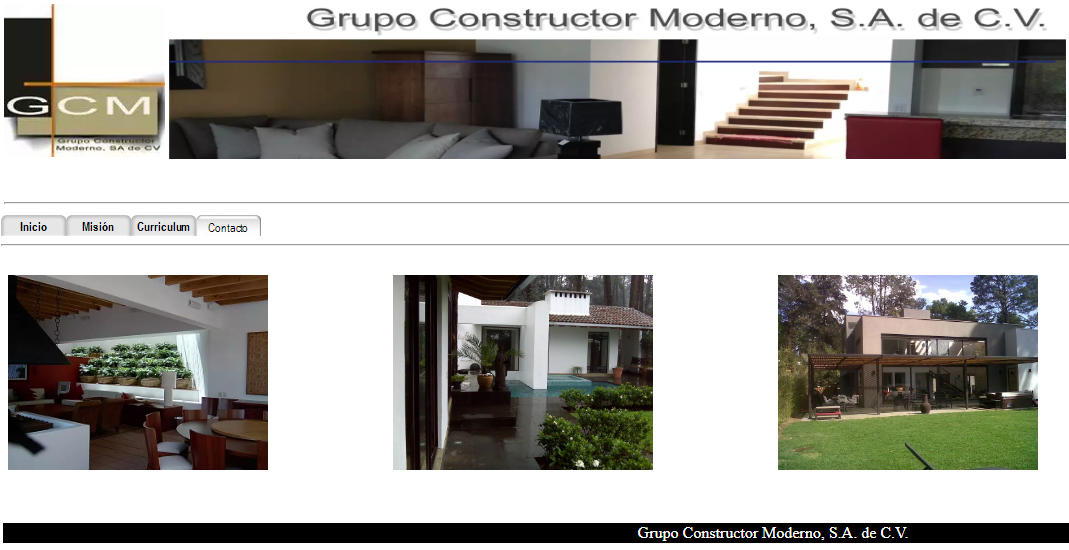 Grupo Constructor Moderno, S.A. de C.V.
GCM
Grupo Constructor
Moderno, SA de CV
Inicio Misión Curriculum Contacto
Grupo Constructor Moderno, S.A. de C.V.